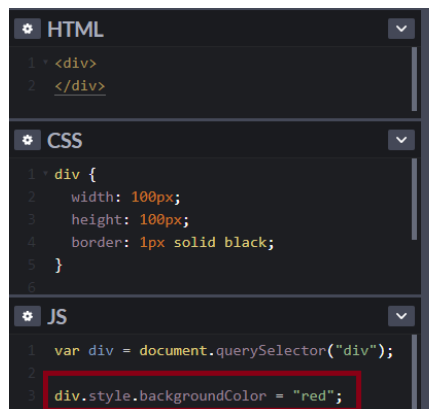 HTML
1 <div>
2 </div>
CSS
1 div {
2 width: 100px;
3 height: 100px;
4 border: 1px solid black;
5 }
6
JS
1 var div = document.querySelector("div");
2
3 div.style.backgroundColor = "red";